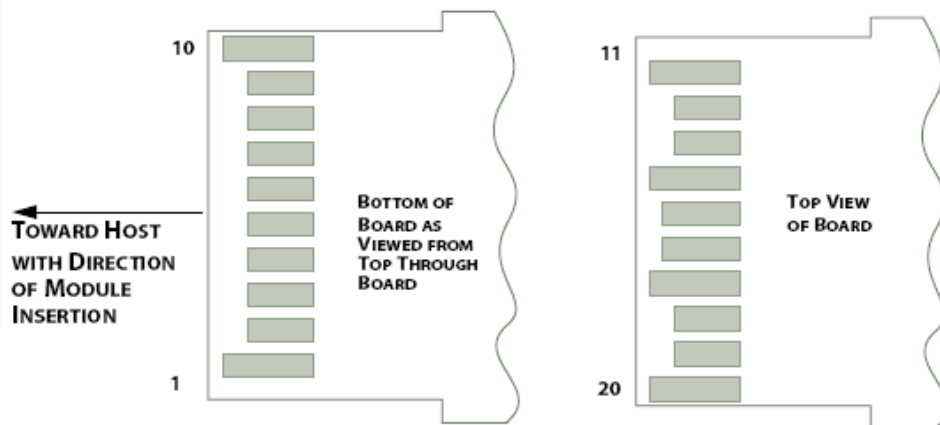 10
1
TOWARD HOST
WITH DIRECTION
OF MODULE
INSERTION
BOTTOM OF
BOARD AS
VIEWED FROM
TOP THROUGH
BOARD
11
20
TOP VIEW
OF BOARD